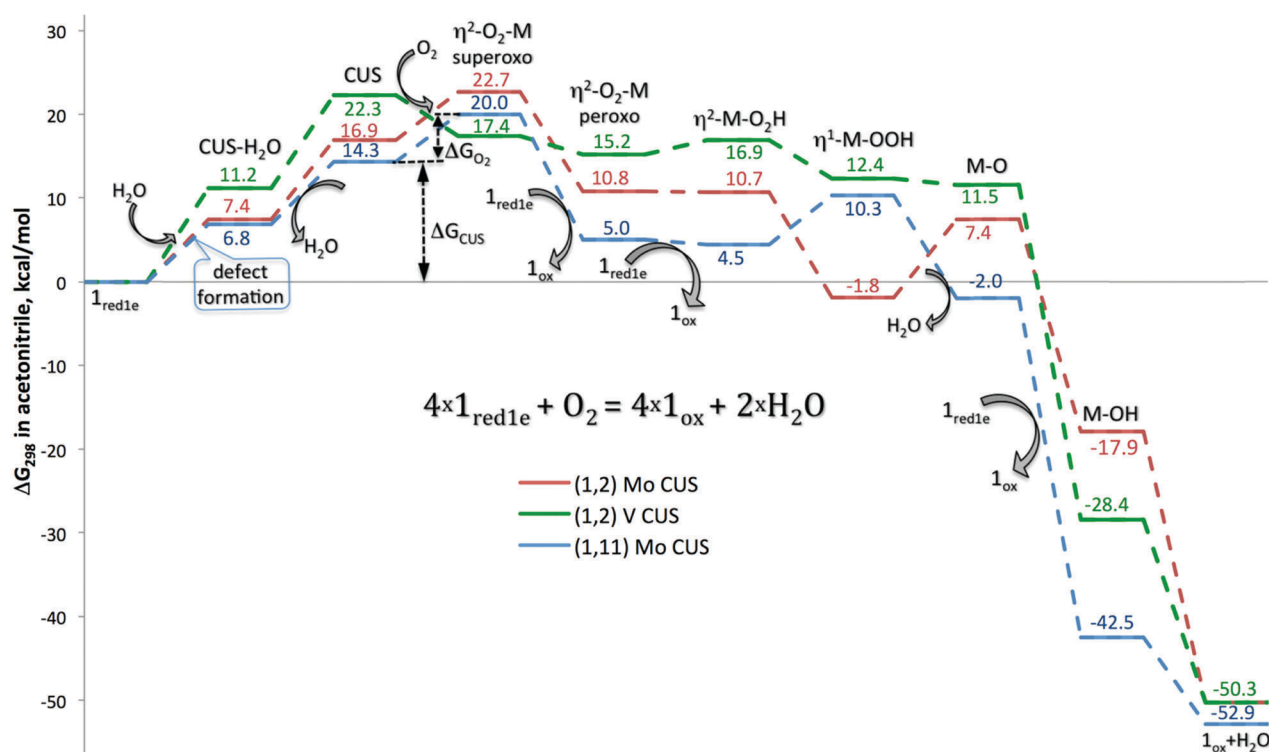 ΔG298 in acetonitrile, kcal/mol
30
20
10
0
-10
-20
-30
-40
-50
1red1e
H2O
defect
formation
CUS-H2O
11.2
7.4
6.8
H2O
CUS
22.3
16.9
14.3
O2
ΔGO2
ΔGCUS
η²-O2-M
superoxo
22.7
20.0
17.4
1red1e
1ox
η²-O2-M
peroxo
15.2
10.8
5.0
1red1e
1ox
η²-M-O2H
16.9
10.7
4.5
η¹-M-OOH
12.4
10.3
-1.8
H2O
M-O
11.5
7.4
-2.0
1red1e
1ox
M-OH
-17.9
-28.4
-42.5
-50.3
-52.9
1ox+H2O
4×1red1e + O2 = 4×1ox + 2×H2O
(1,2) Mo CUS
(1,2) V CUS
(1,11) Mo CUS